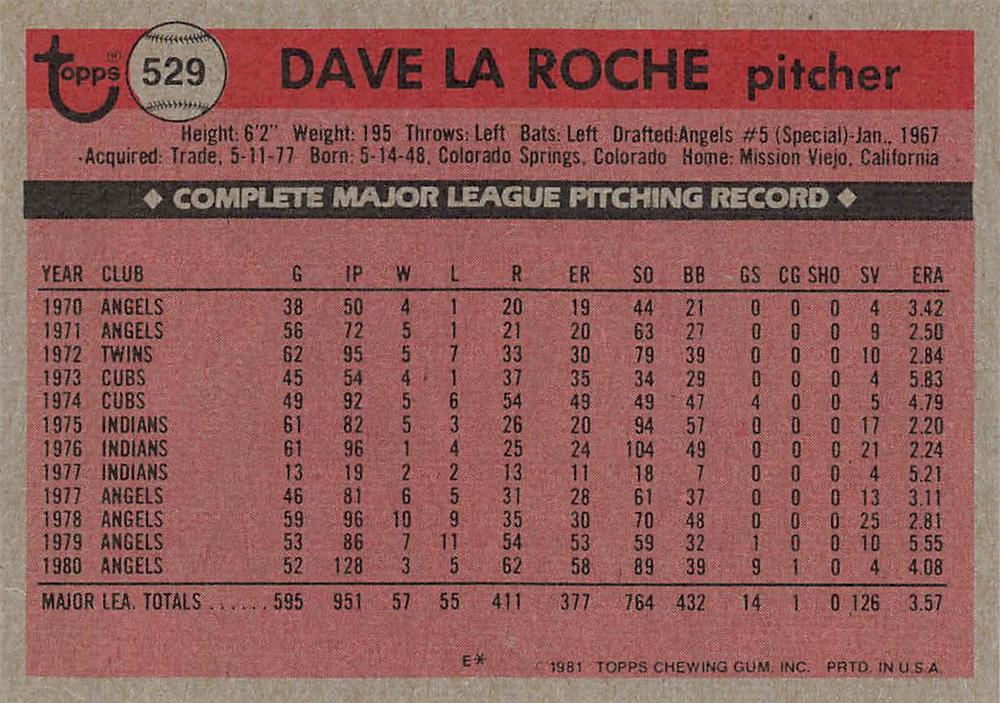 Topps® 529 DAVE LA ROCHE pitcher
Height: 6'2" Weight: 195 Throws: Left Bats: Left Drafted:Angels #5 (Special)-Jan., 1967
Acquired: Trade, 5-11-77 Born: 5-14-48, Colorado Springs, Colorado Home: Mission Viejo, California
◆ COMPLETE MAJOR LEAGUE PITCHING RECORD ◆
YEAR CLUB G IP W L R ER SO BB GS CG SHO SV ERA
1970 ANGELS 38 50 4 1 20 19 44 21 0 0 0 4 3.42
1971 ANGELS 56 72 5 1 21 20 63 27 0 0 0 9 2.50
1972 TWINS 62 95 5 7 33 30 79 39 0 0 0 10 2.84
1973 CUBS 45 54 4 1 37 35 34 29 0 0 0 4 5.83
1974 CUBS 49 92 5 6 54 49 49 47 4 0 0 5 4.79
1975 INDIANS 61 82 5 3 26 20 94 57 0 0 0 17 2.20
1976 INDIANS 61 96 1 4 25 24 104 49 0 0 0 21 2.24
1977 INDIANS 13 19 2 2 13 11 18 7 0 0 0 4 5.21
1977 ANGELS 46 81 6 5 31 28 61 37 0 0 0 13 3.11
1978 ANGELS 59 96 10 9 35 30 70 48 0 0 0 25 2.81
1979 ANGELS 53 86 7 11 54 53 59 32 1 0 0 10 5.55
1980 ANGELS 52 128 3 5 62 58 89 39 9 1 0 4 4.08
MAJOR LEA. TOTALS ...... 595 951 57 55 411 377 764 432 14 1 0 126 3.57
E* © 1981 TOPPS CHEWING GUM, INC. PRTD. IN U.S.A.